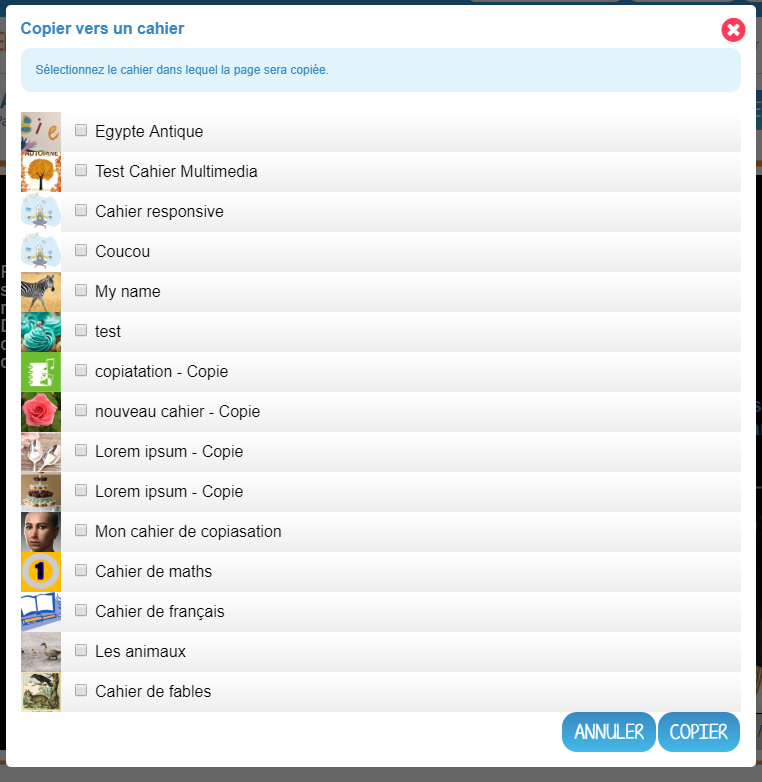 Copier vers un cahier
Sélectionnez le cahier dans lequel la page sera copiée.
Egypte Antique
AUTOMNE
Test Cahier Multimedia
Cahier responsive
Coucou
My name
test
copiatation - Copie
nouveau cahier - Copie
Lorem ipsum - Copie
Lorem ipsum - Copie
Mon cahier de copiasation
1
Cahier de maths
Cahier de français
Les animaux
Cahier de fables
ANNULER COPIER